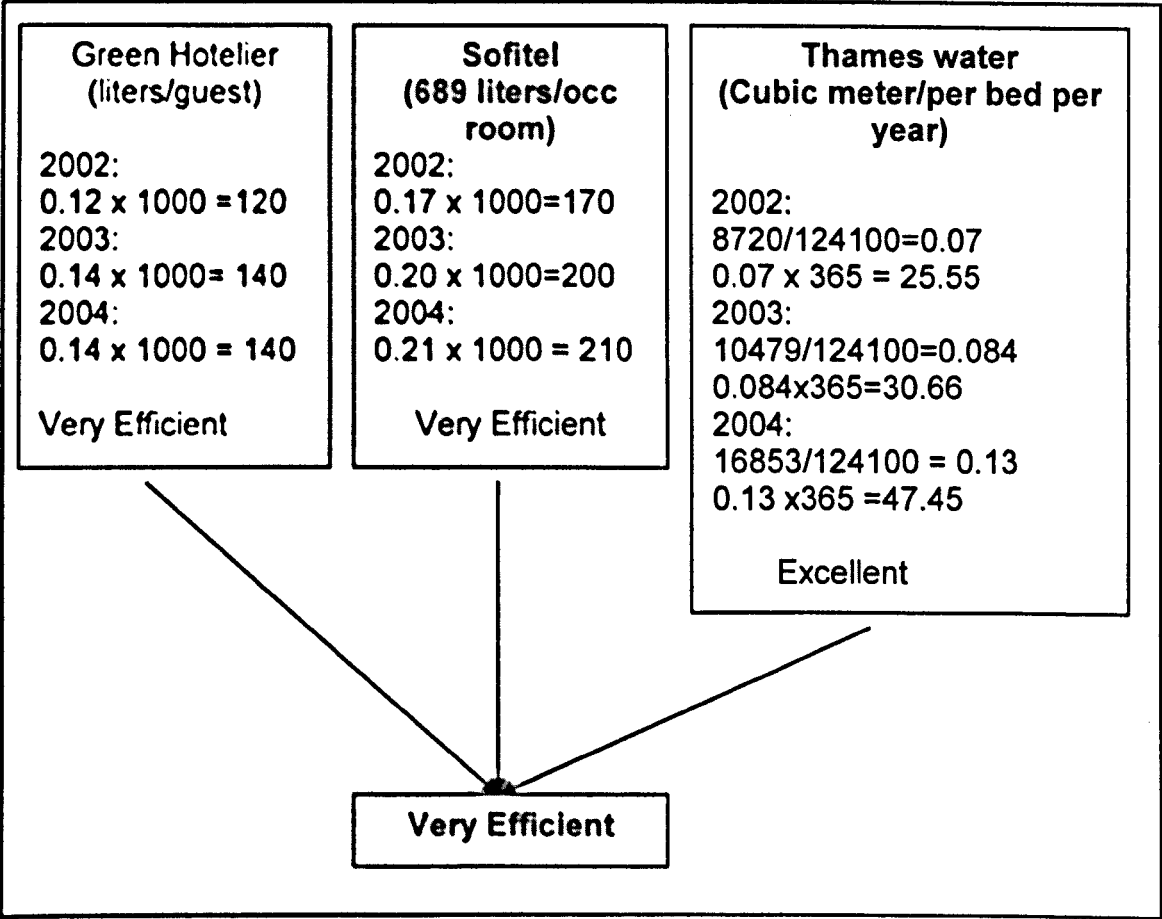 Green Hotelier
(liters/guest)
2002:
0.12 x 1000 =120
2003:
0.14 x 1000= 140
2004:
0.14 x 1000 = 140
Very Efficient
Sofitel
(689 liters/occ
room)
2002:
0.17 x 1000=170
2003:
0.20 x 1000=200
2004:
0.21 x 1000 = 210
Very Efficient
Thames water
(Cubic meter/per bed per
year)
2002:
8720/124100=0.07
0.07 x 365 = 25.55
2003:
10479/124100=0.084
0.084x365=30.66
2004:
16853/124100 = 0.13
0.13 x365 =47.45
Excellent
Very Efficient